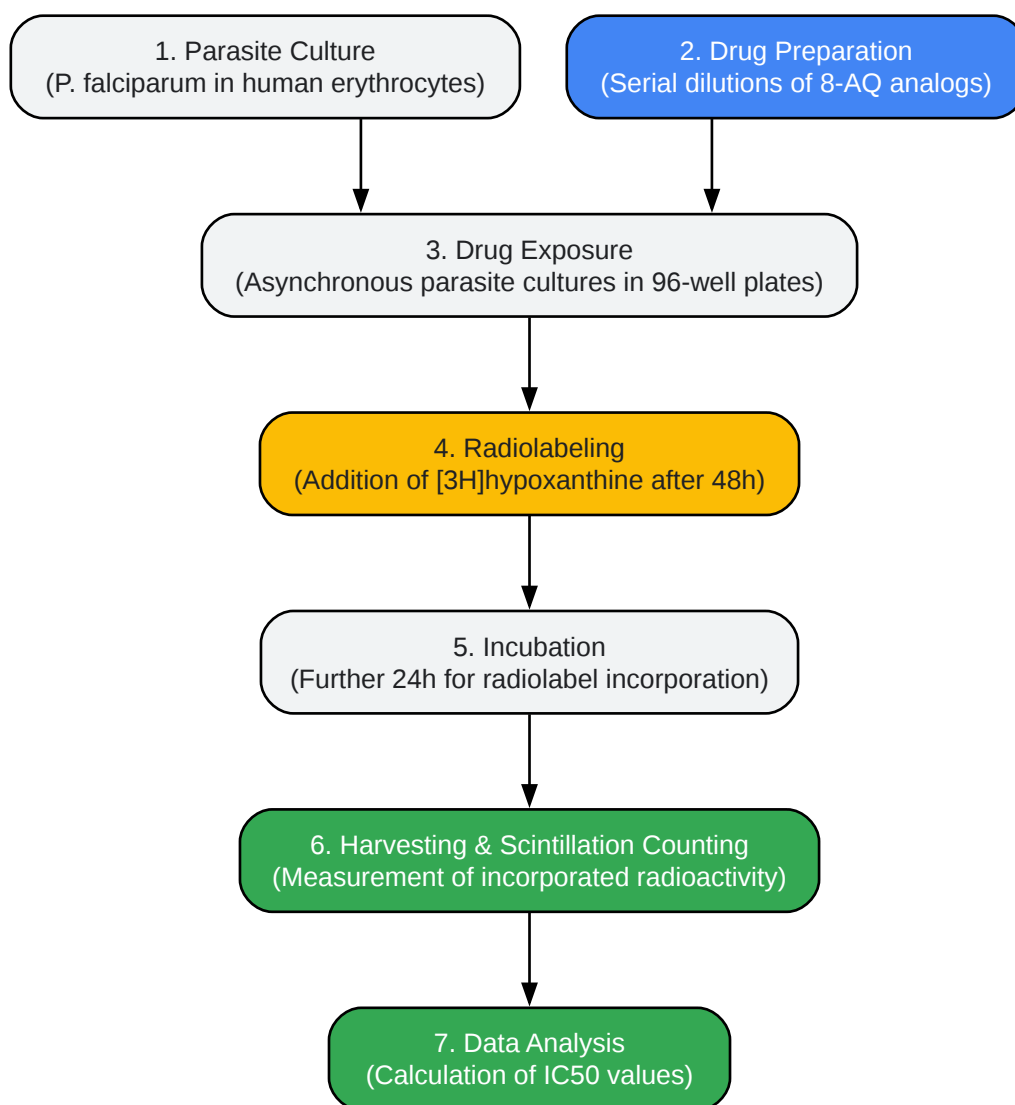 1. Parasite Culture
(P. falciparum in human erythrocytes)
2. Drug Preparation
(Serial dilutions of 8-AQ analogs)
3. Drug Exposure
(Asynchronous parasite cultures in 96-well plates)
4. Radiolabeling
(Addition of [3H]hypoxanthine after 48h)
5. Incubation
(Further 24h for radiolabel incorporation)
6. Harvesting & Scintillation Counting
(Measurement of incorporated radioactivity)
7. Data Analysis
(Calculation of IC50 values)